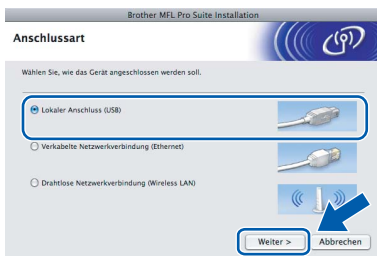 Brother MFL Pro Suite Installation
Anschlussart
Wählen Sie, wie das Gerät angeschlossen werden soll.
Lokaler Anschluss (USB)
Verkabelte Netzwerkverbindung (Ethernet)
Drahtlose Netzwerkverbindung (Wireless LAN)
Weiter >
Abbrechen